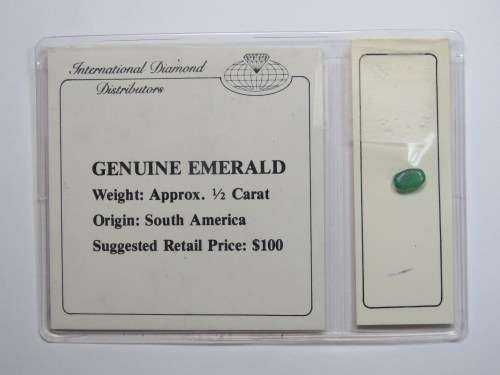 International Diamond
Distributors
GENUINE EMERALD
Weight: Approx. ½ Carat
Origin: South America
Suggested Retail Price: $100